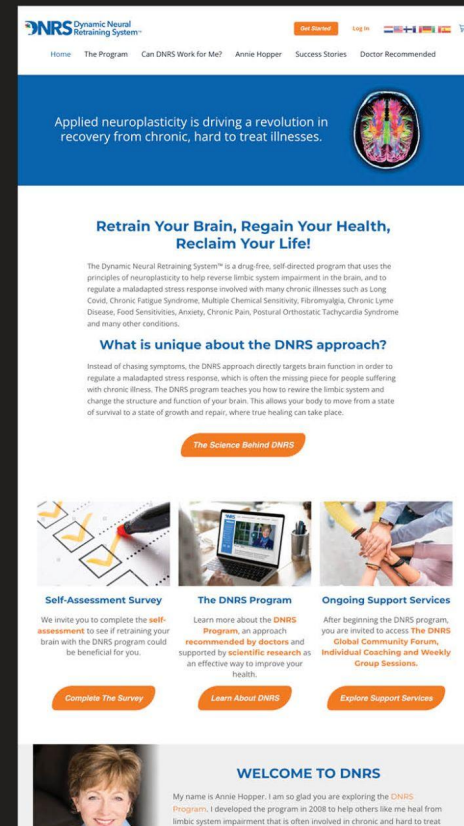 DNRS Dynamic Neural
Retraining System™
Get Started
Log In
Home The Program Can DNRS Work for Me? Annie Hopper Success Stories Doctor Recommended
Applied neuroplasticity is driving a revolution in
recovery from chronic, hard to treat illnesses.
Retrain Your Brain, Regain Your Health,
Reclaim Your Life!
The Dynamic Neural Retraining System™ is a drug-free, self-directed program that uses the
principles of neuroplasticity to help reverse limbic system impairment in the brain, and to
regulate a maladapted stress response involved with many chronic illnesses such as Long
Covid, Chronic Fatigue Syndrome, Multiple Chemical Sensitivity, Fibromyalgia, Chronic Lyme
Disease, Food Sensitivities, Anxiety, Chronic Pain, Postural Orthostatic Tachycardia Syndrome
and many other conditions.
What is unique about the DNRS approach?
Instead of chasing symptoms, the DNRS approach directly targets brain function in order to
regulate a maladapted stress response, which is often the missing piece for people suffering
with chronic illness. The DNRS program teaches you how to rewire the limbic system and
change the structure and function of your brain. This allows your body to move from a state
of survival to a state of growth and repair, where true healing can take place.
The Science Behind DNRS
Self-Assessment Survey
We invite you to complete the self-
assessment to see if retraining your
brain with the DNRS program could
be beneficial for you.
Complete The Survey
The DNRS Program
Learn more about the DNRS
Program, an approach
recommended by doctors and
supported by scientific research as
an effective way to improve your
health.
Learn About DNRS
Ongoing Support Services
After beginning the DNRS program,
you are invited to access The DNRS
Global Community Forum,
Individual Coaching and Weekly
Group Sessions.
Explore Support Services
WELCOME TO DNRS
My name is Annie Hopper. I am so glad you are exploring the DNRS
Program. I developed the program in 2008 to help others like me heal from
limbic system impairment that is often involved in chronic and hard to treat